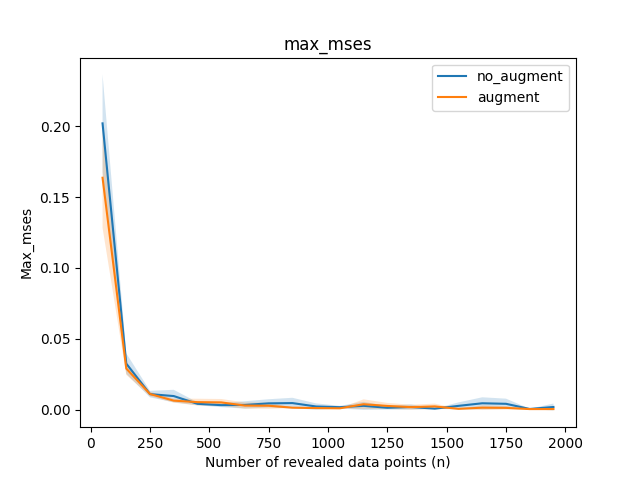 max_mses
no_augment
augment
0.20
0.15
0.10
0.05
0.00
Max_mses
0 250 500 750 1000 1250 1500 1750 2000
Number of revealed data points (n)